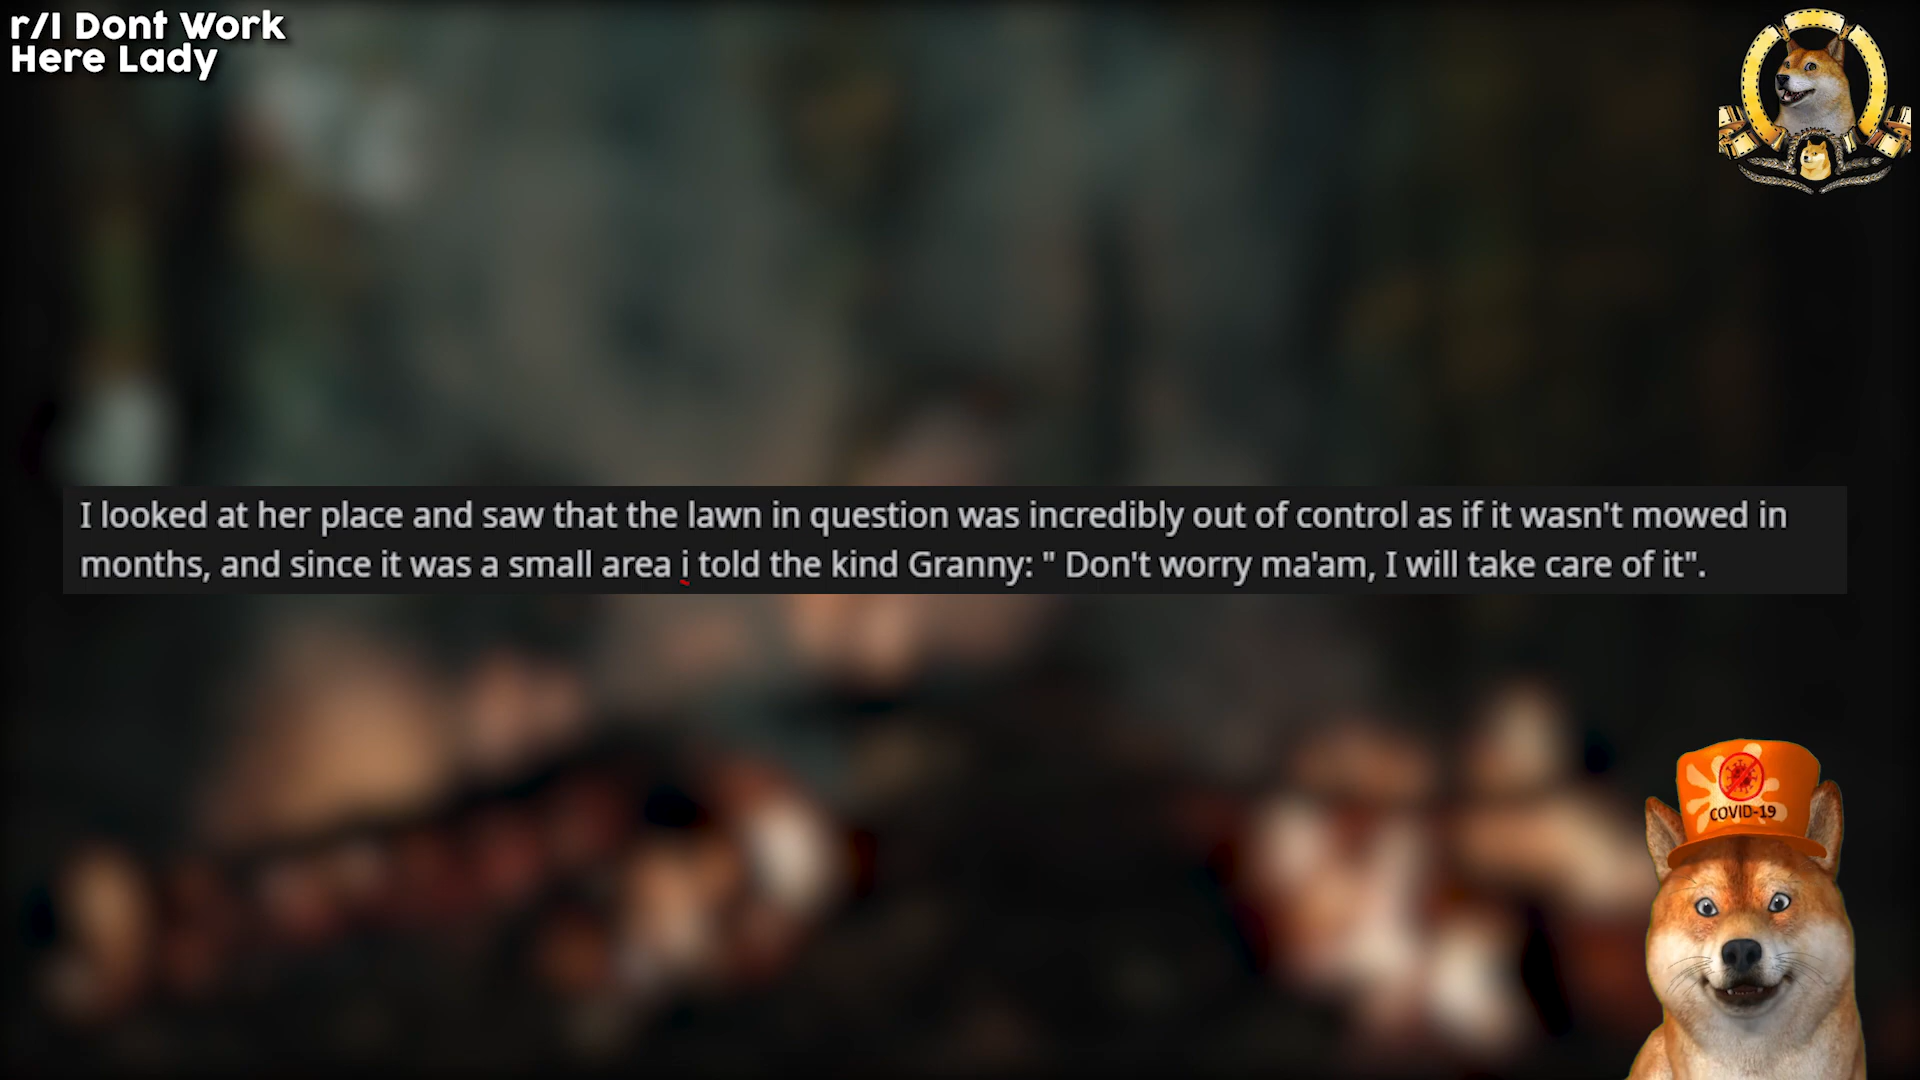 r/I Dont Work
Here Lady
I looked at her place and saw that the lawn in question was incredibly out of control as if it wasn't mowed in
months, and since it was a small area i told the kind Granny: " Don't worry ma'am, I will take care of it".
COVID-19